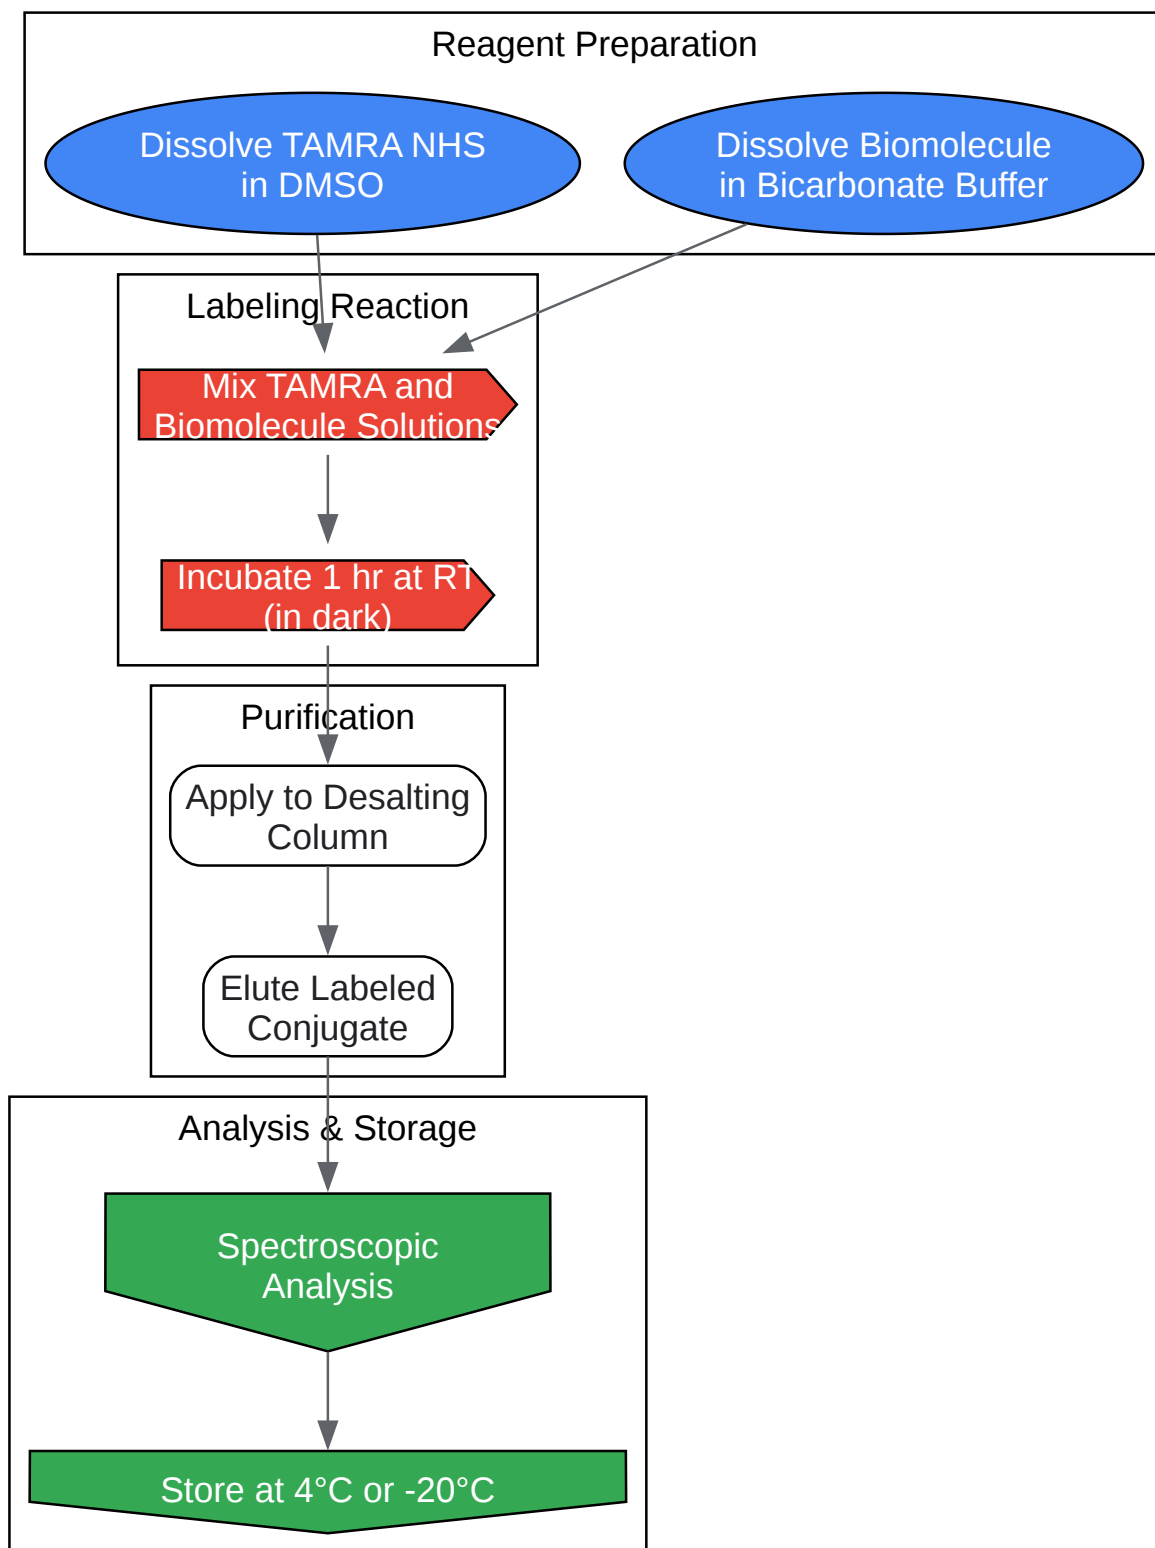 Reagent Preparation
Dissolve TAMRA NHS
in DMSO
Dissolve Biomolecule
in Bicarbonate Buffer
Labeling Reaction
Mix TAMRA and
Biomolecule Solutions
Incubate 1 hr at RT
(in dark)
Purification
Apply to Desalting
Column
Elute Labeled
Conjugate
Analysis & Storage
Spectroscopic
Analysis
Store at 4°C or -20°C